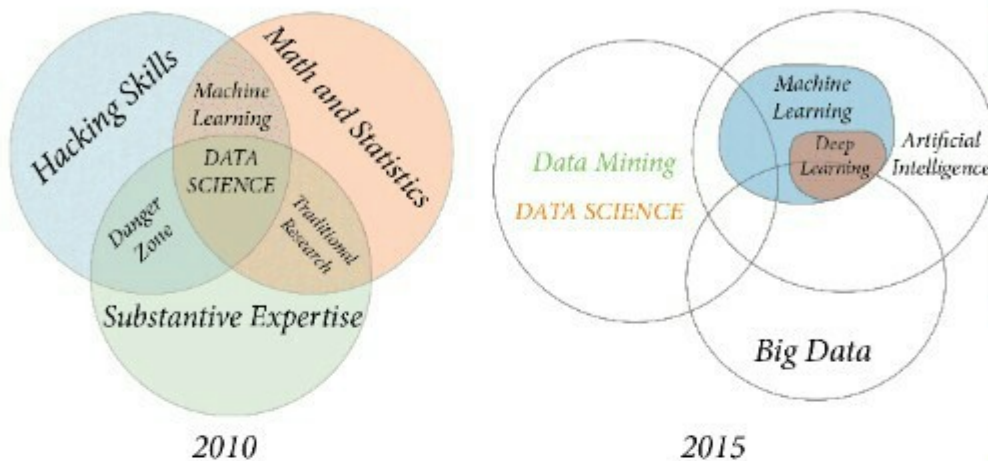 Hacking Skills
Math and Statistics
Machine
Learning
DATA
SCIENCE
Danger
Zone
Traditional
Research
Substantive Expertise
2010
Data Mining
DATA SCIENCE
Machine
Learning
Deep
Learning
Artificial
Intelligence
Big Data
2015